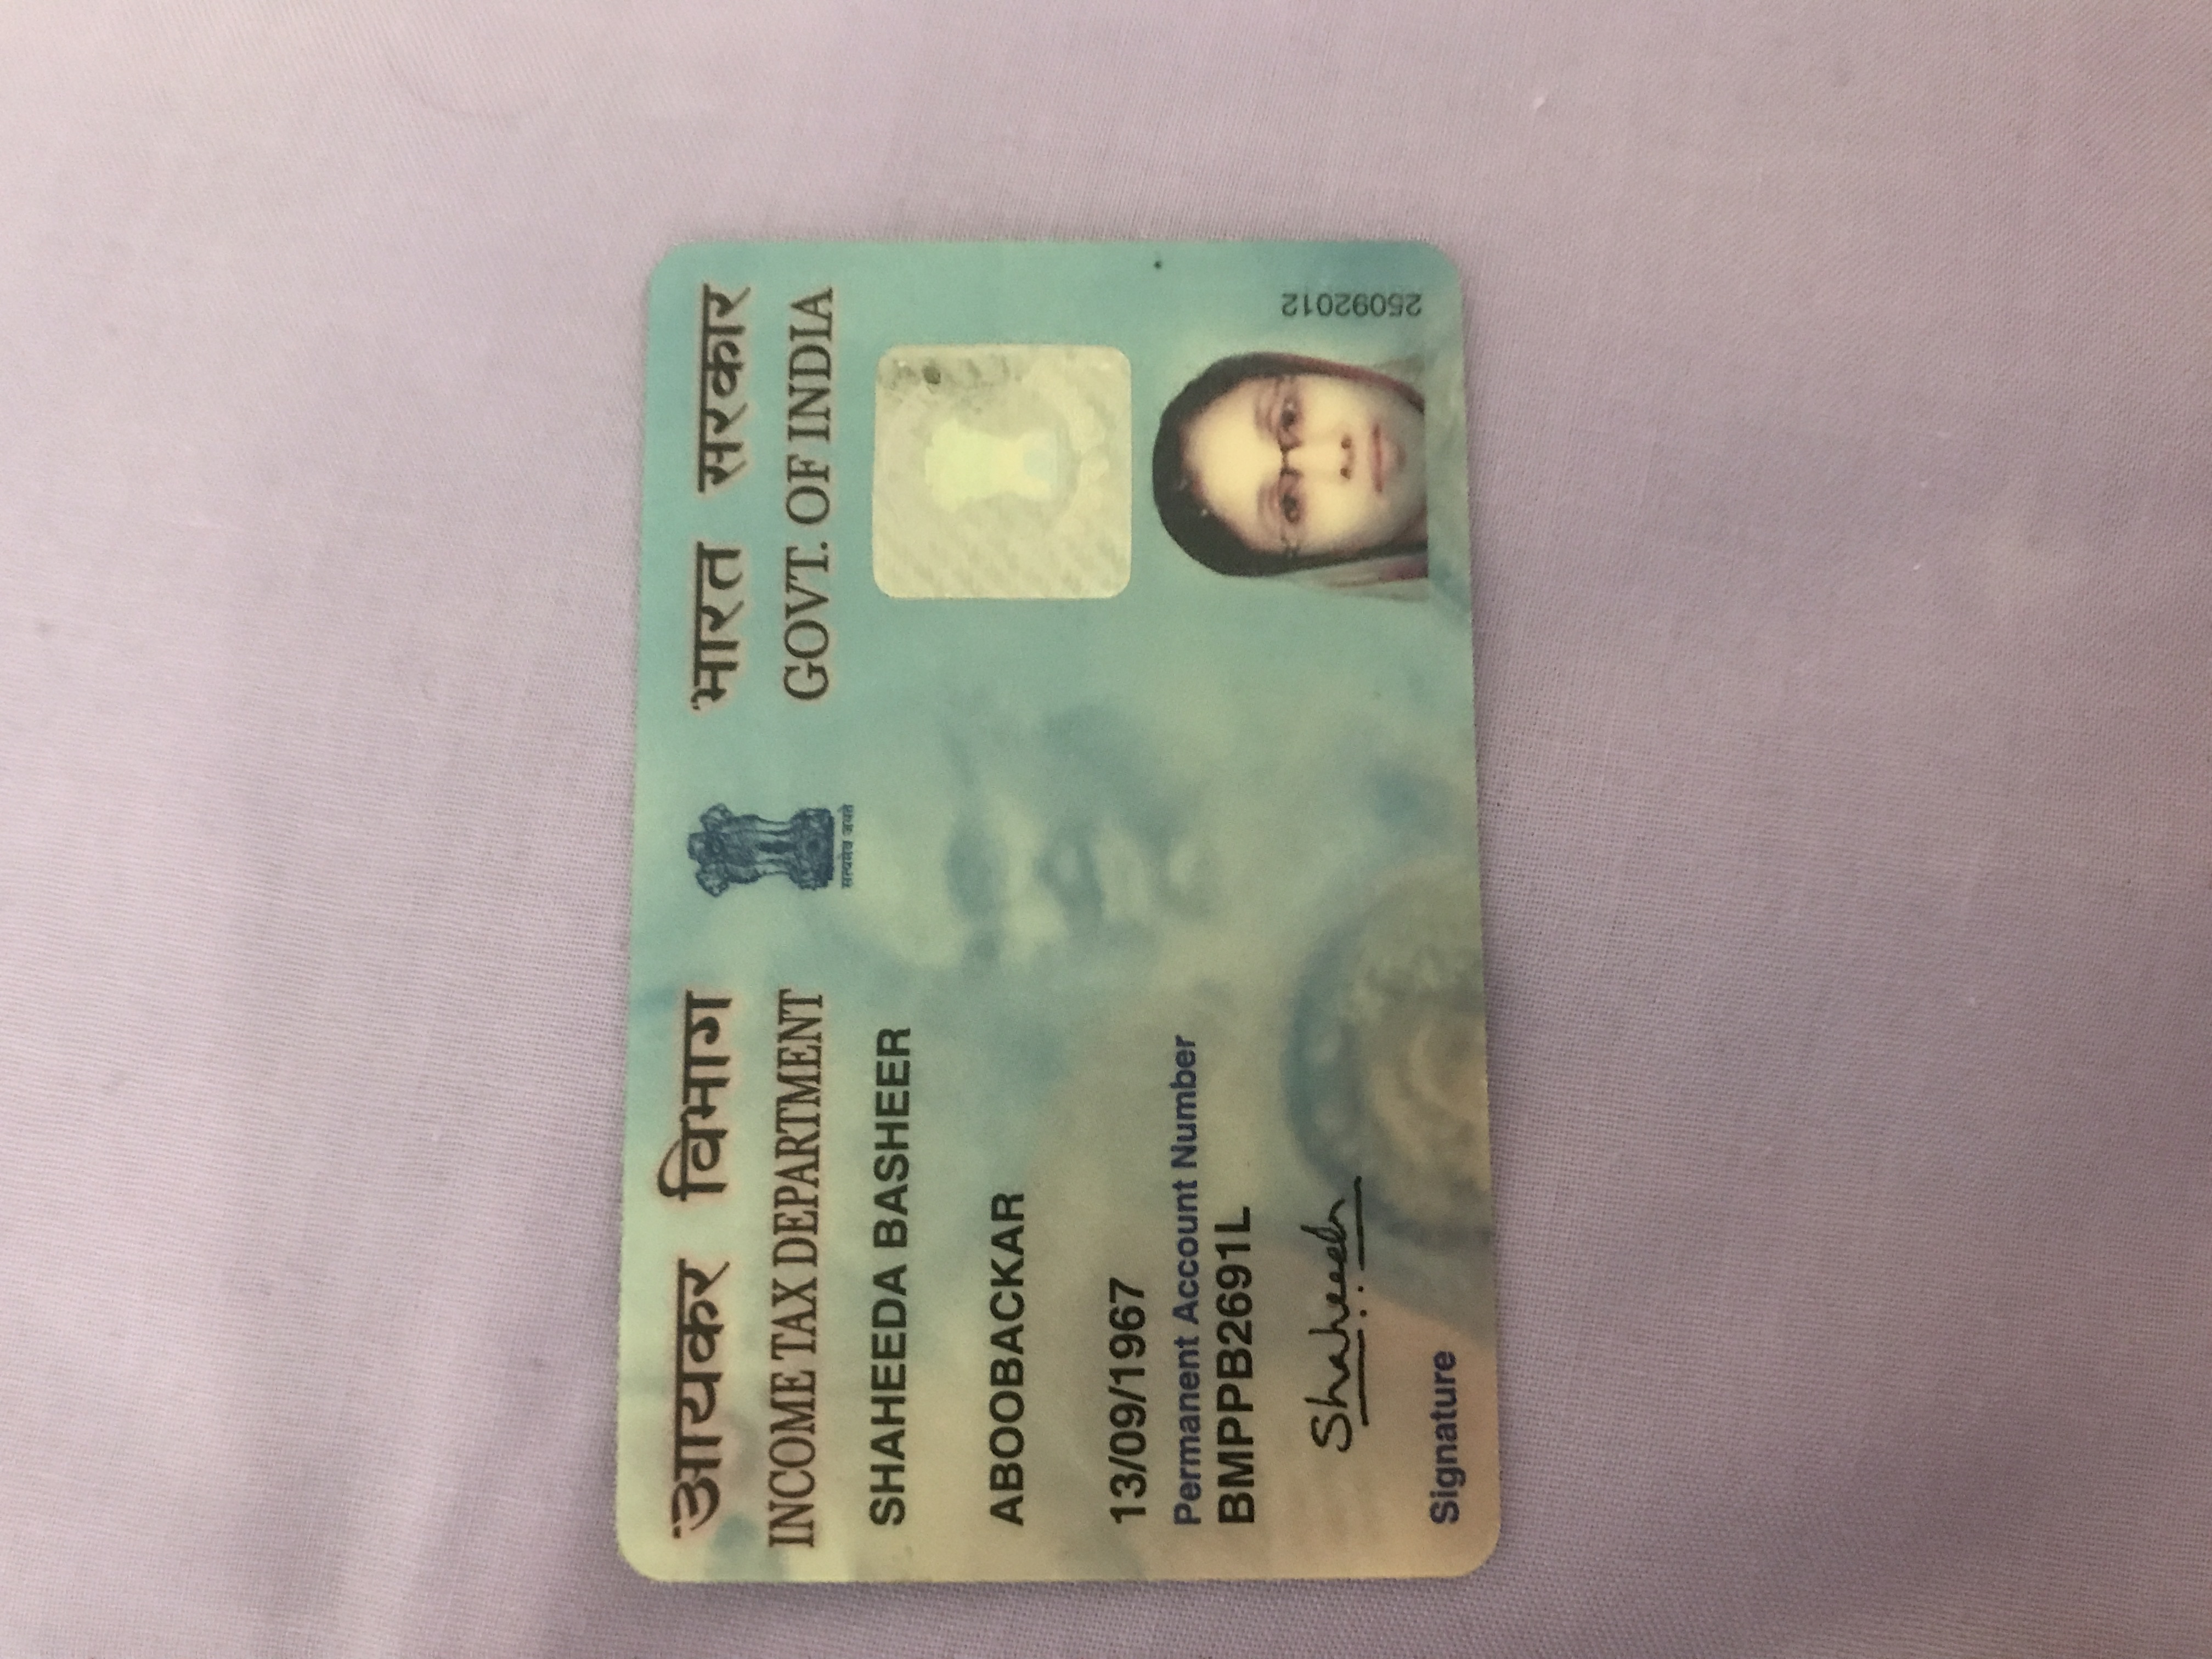 आयकर विभाग
INCOME TAX DEPARTMENT
सत्यमेव जयते
भारत सरकार
GOVT. OF INDIA
SHAHEEDA BASHEER
ABOOBACKAR
13/09/1967
Permanent Account Number
BMPPB2691L
Shaheeda
Signature
25092012